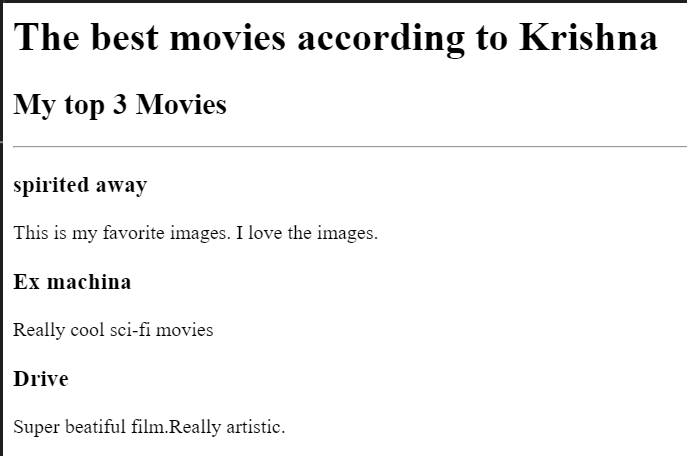 The best movies according to Krishna
My top 3 Movies
spirited away
This is my favorite images. I love the images.
Ex machina
Really cool sci-fi movies
Drive
Super beatiful film.Really artistic.